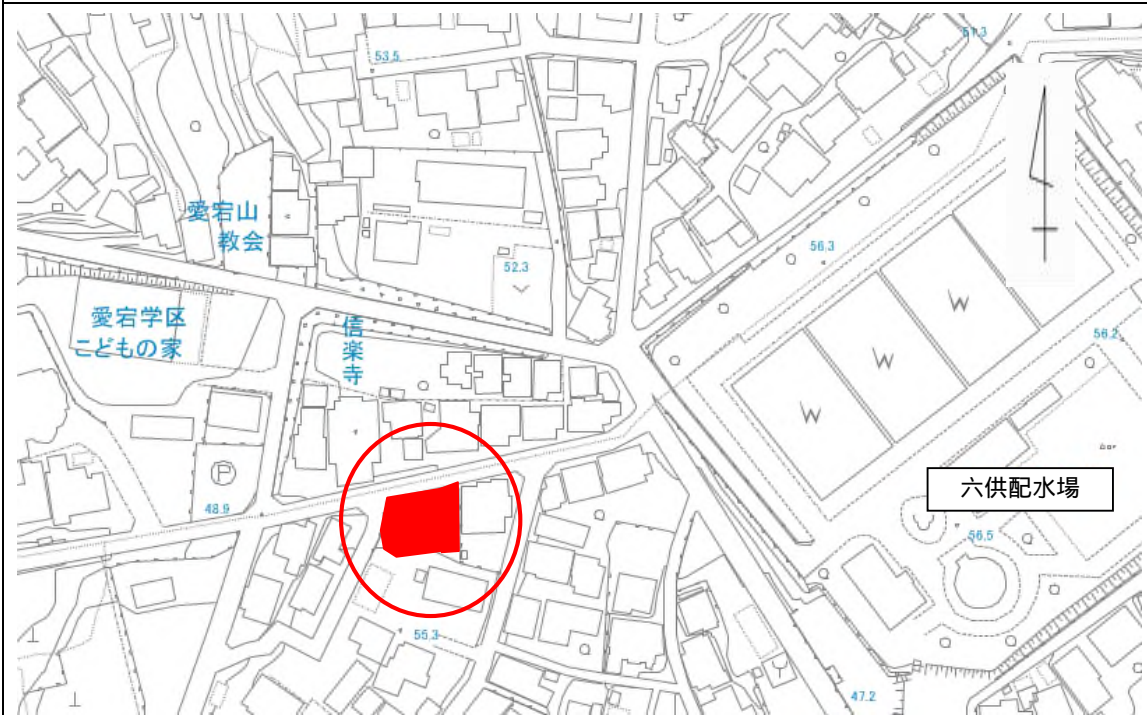 53.5
51.3
愛宕山
教会
56.3
52.3
愛宕学区
こどもの家
信楽寺
56.2
W
W
W
P
48.9
六供配水場
56.5
55.3
47.2